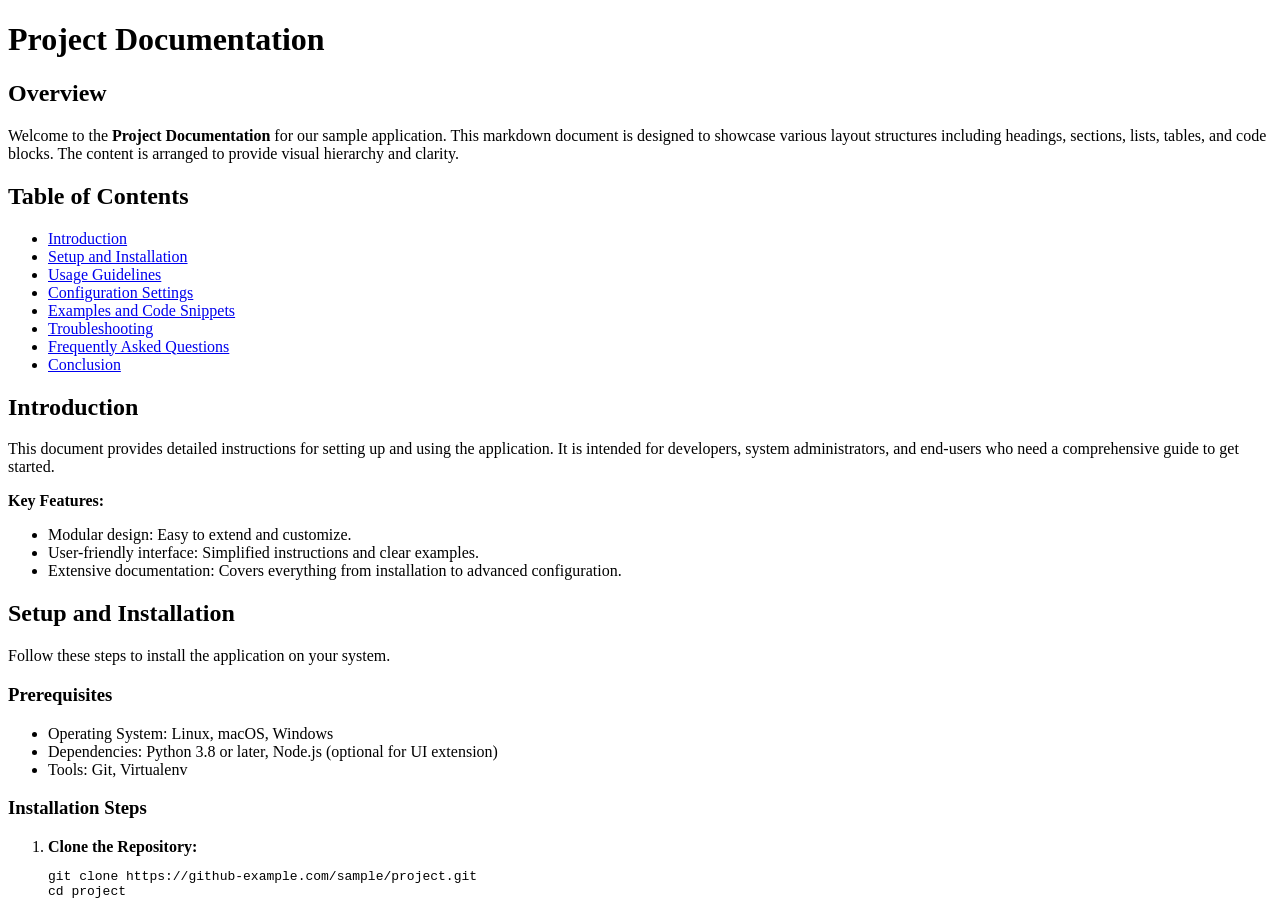 Project Documentation
Overview
Welcome to the Project Documentation for our sample application. This markdown document is designed to showcase various layout structures including headings, sections, lists, tables, and code
blocks. The content is arranged to provide visual hierarchy and clarity.
Table of Contents
• Introduction
• Setup and Installation
• Usage Guidelines
• Configuration Settings
• Examples and Code Snippets
• Troubleshooting
• Frequently Asked Questions
• Conclusion
Introduction
This document provides detailed instructions for setting up and using the application. It is intended for developers, system administrators, and end-users who need a comprehensive guide to get
started.
Key Features:
• Modular design: Easy to extend and customize.
• User-friendly interface: Simplified instructions and clear examples.
• Extensive documentation: Covers everything from installation to advanced configuration.
Setup and Installation
Follow these steps to install the application on your system.
Prerequisites
• Operating System: Linux, macOS, Windows
• Dependencies: Python 3.8 or later, Node.js (optional for UI extension)
• Tools: Git, Virtualenv
Installation Steps
1. Clone the Repository:
git clone https://github-example.com/sample/project.git
cd project